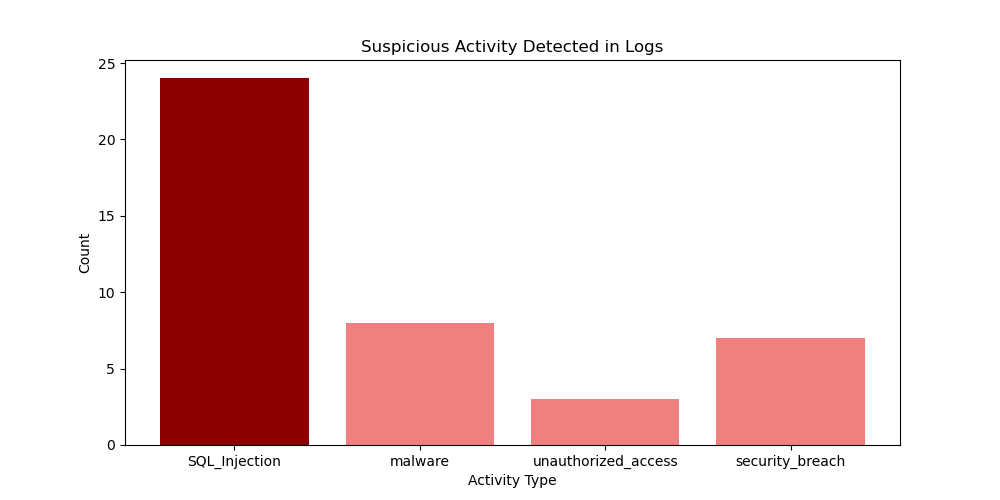 Suspicious Activity Detected in Logs
25
20
15
10
5
0
Count
SQL_Injection malware unauthorized_access security_breach
Activity Type